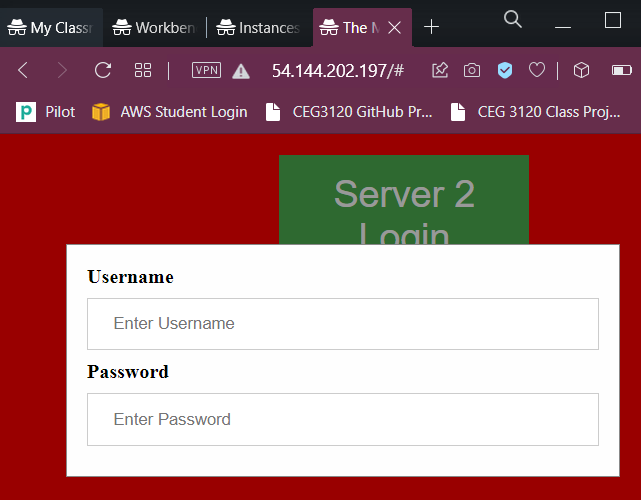 My Classr
Workben
Instances
The M
VPN
54.144.202.197/#
Pilot
AWS Student Login
CEG3120 GitHub Pr...
CEG 3120 Class Proj...
Server 2
Login
Username
Enter Username
Password
Enter Password